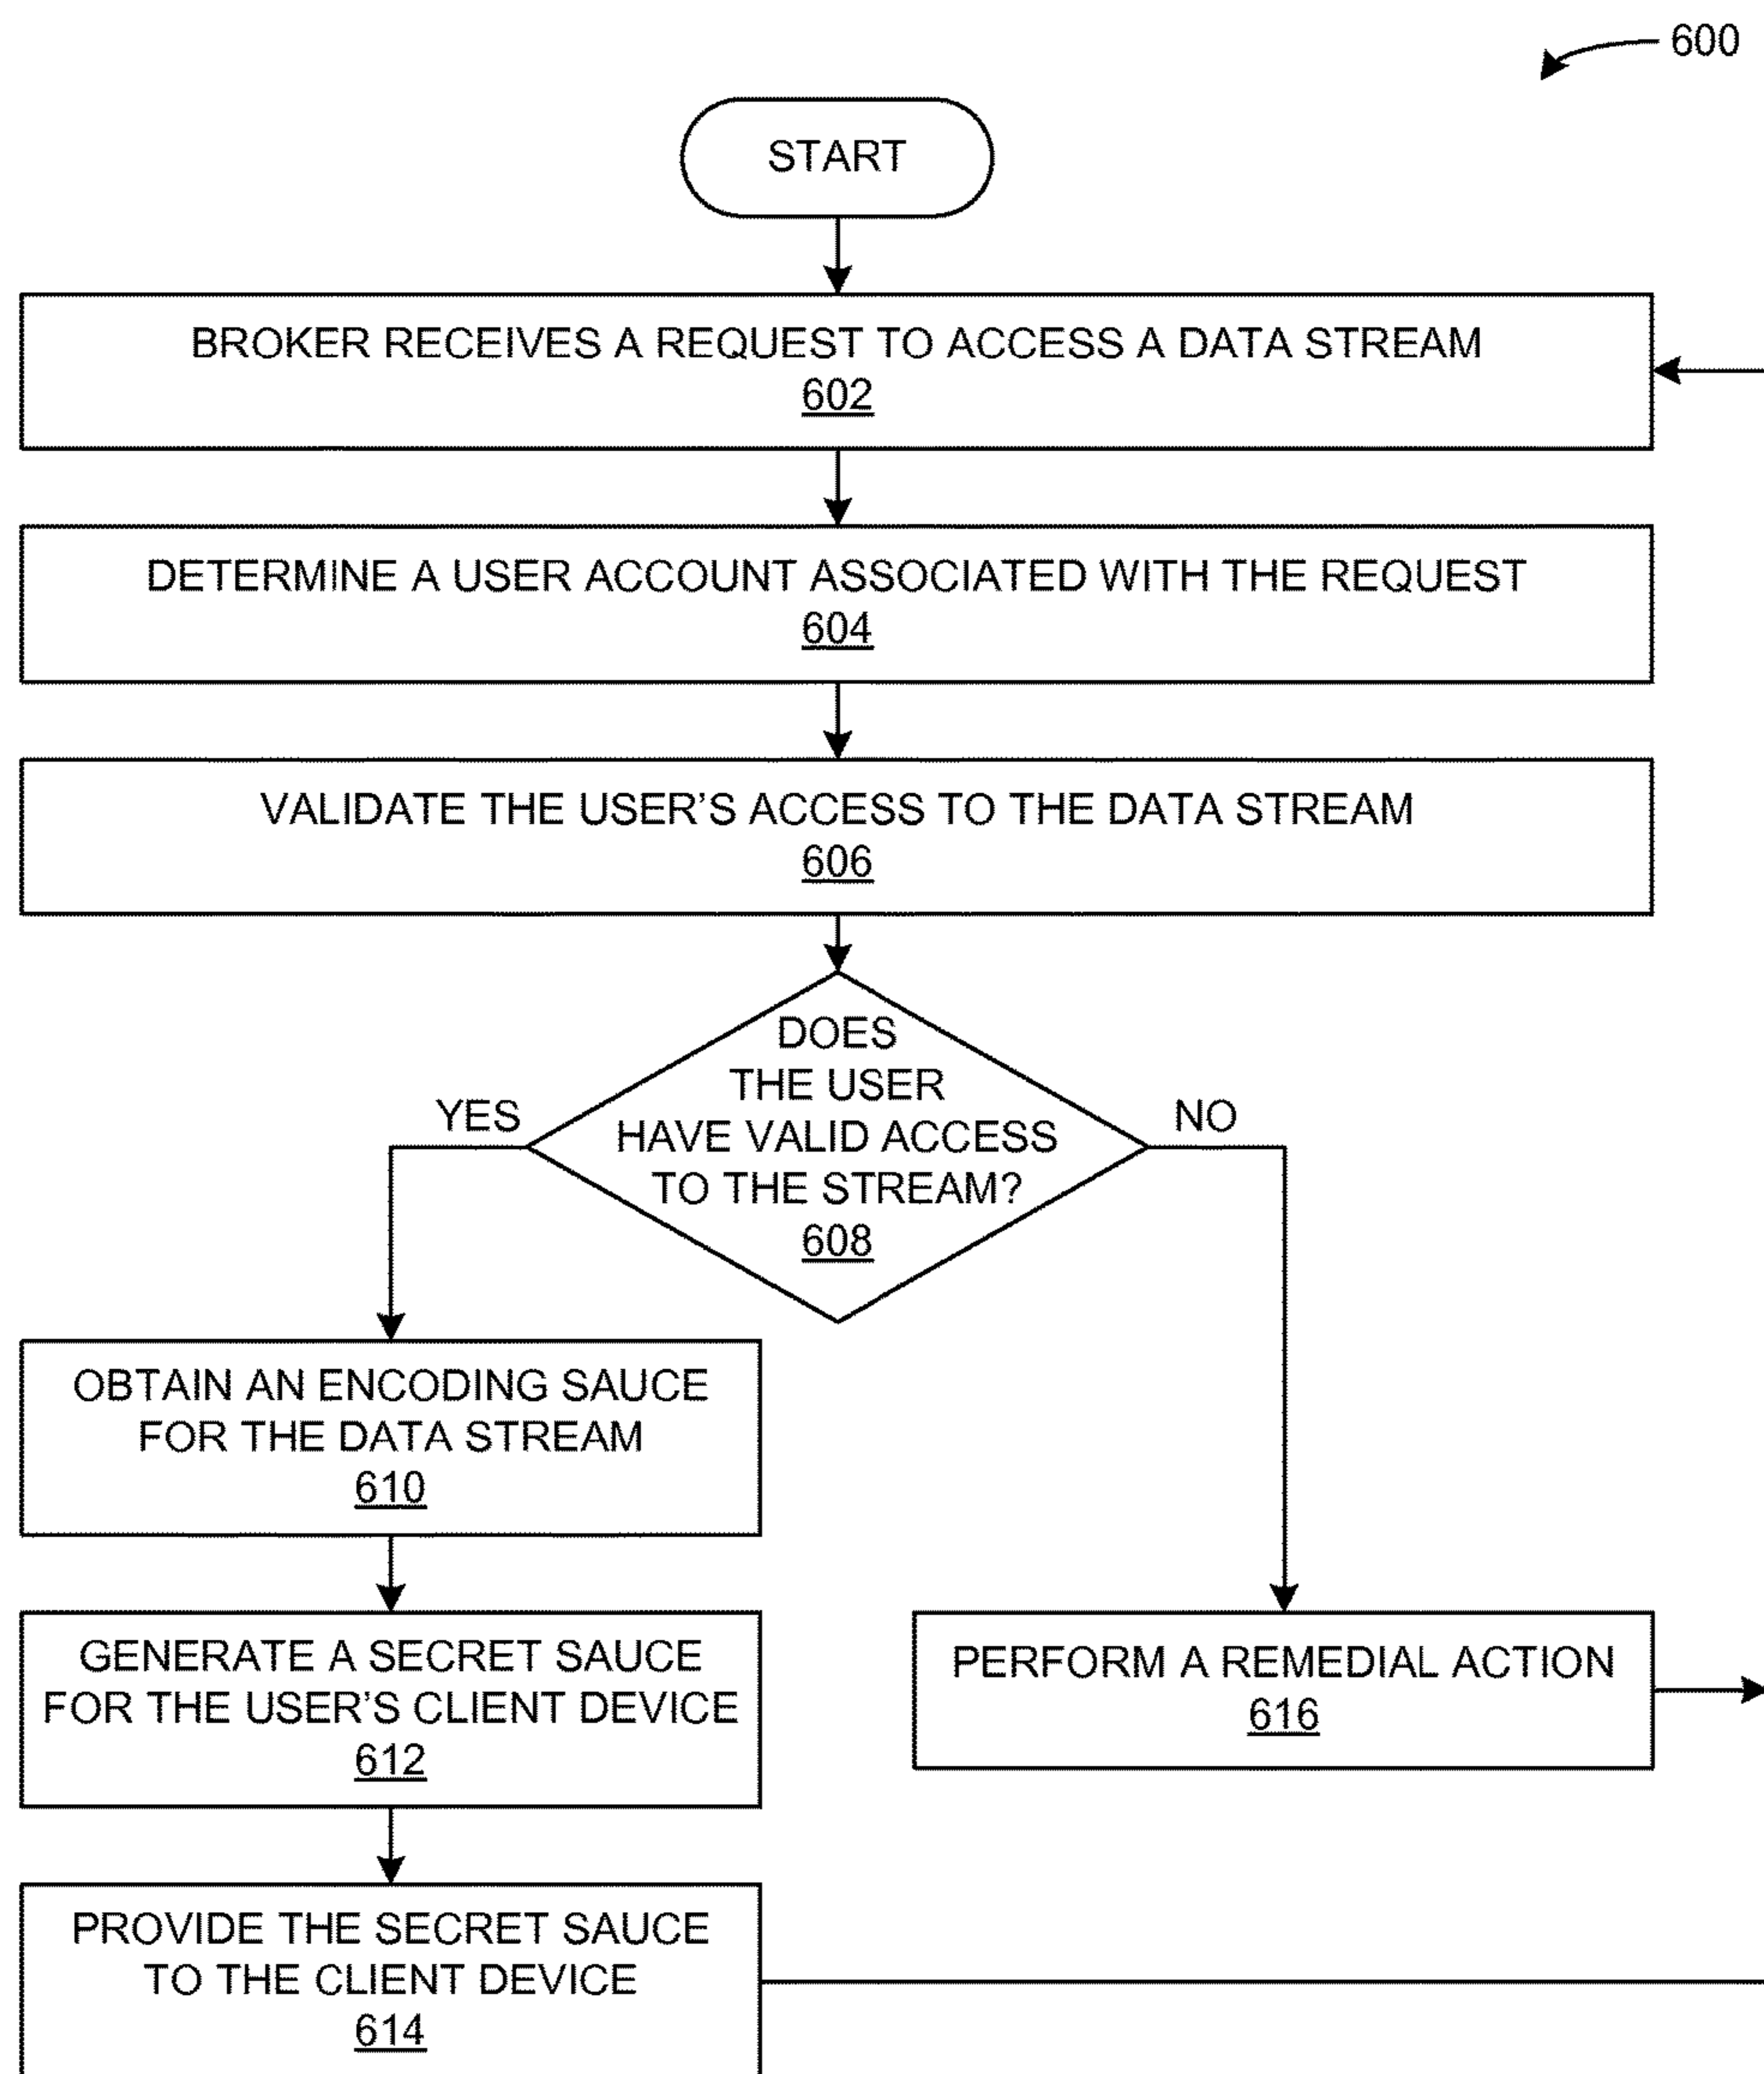 600
START
BROKER RECEIVES A REQUEST TO ACCESS A DATA STREAM
602
DETERMINE A USER ACCOUNT ASSOCIATED WITH THE REQUEST
604
VALIDATE THE USER’S ACCESS TO THE DATA STREAM
606
DOES
THE USER
HAVE VALID ACCESS
TO THE STREAM?
608
YES
NO
OBTAIN AN ENCODING SAUCE
FOR THE DATA STREAM
610
GENERATE A SECRET SAUCE
FOR THE USER’S CLIENT DEVICE
612
PERFORM A REMEDIAL ACTION
616
PROVIDE THE SECRET SAUCE
TO THE CLIENT DEVICE
614